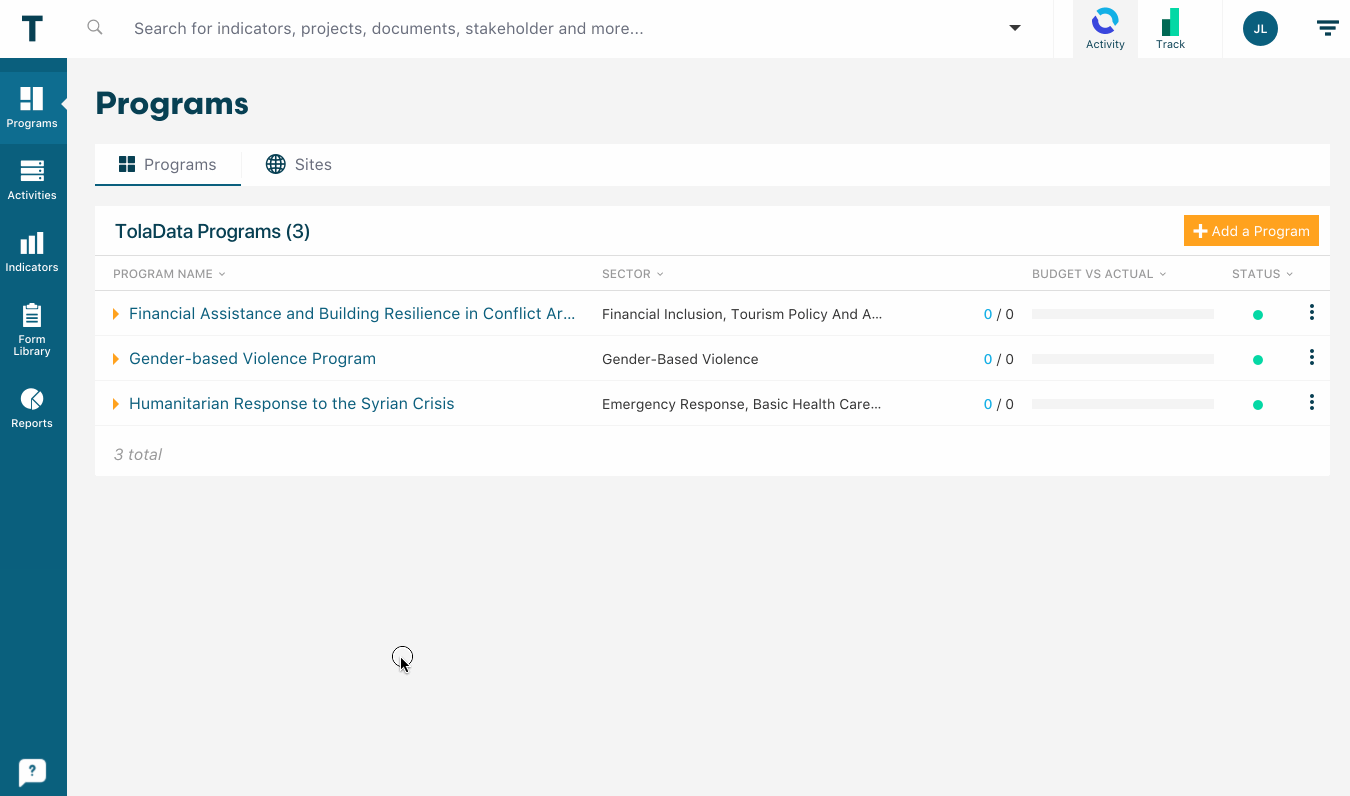 T
Search for indicators, projects, documents, stakeholder and more...
Activity
Track
JL
Programs
Activities
Indicators
Form
Library
Reports
?
Programs
Programs
Sites
TolaData Programs (3)
Add a Program
PROGRAM NAME
SECTOR
BUDGET VS ACTUAL
STATUS
Financial Assistance and Building Resilience in Conflict Ar...
Financial Inclusion, Tourism Policy And A...
0 / 0
Gender-based Violence Program
Gender-Based Violence
0 / 0
Humanitarian Response to the Syrian Crisis
Emergency Response, Basic Health Care...
0 / 0
3 total